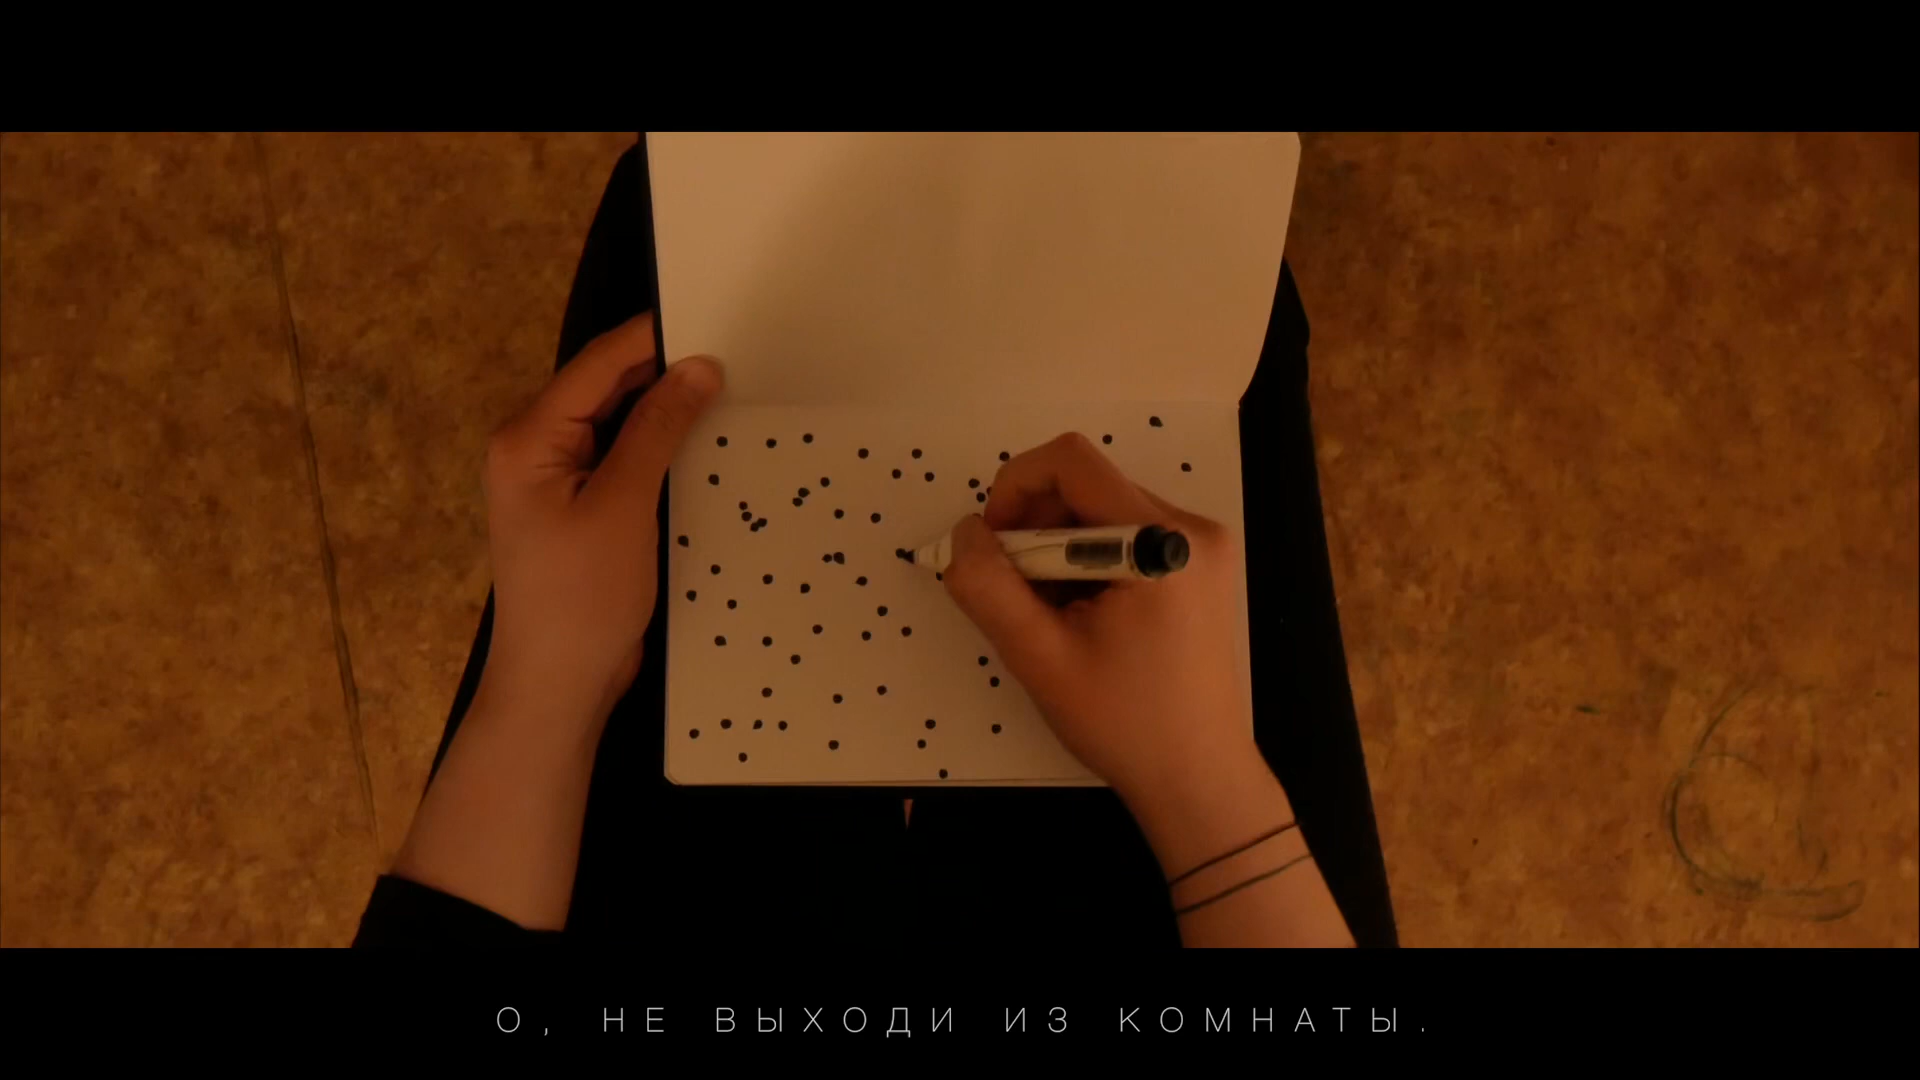 О, НЕ ВЫХОДИ ИЗ КОМНАТЫ.